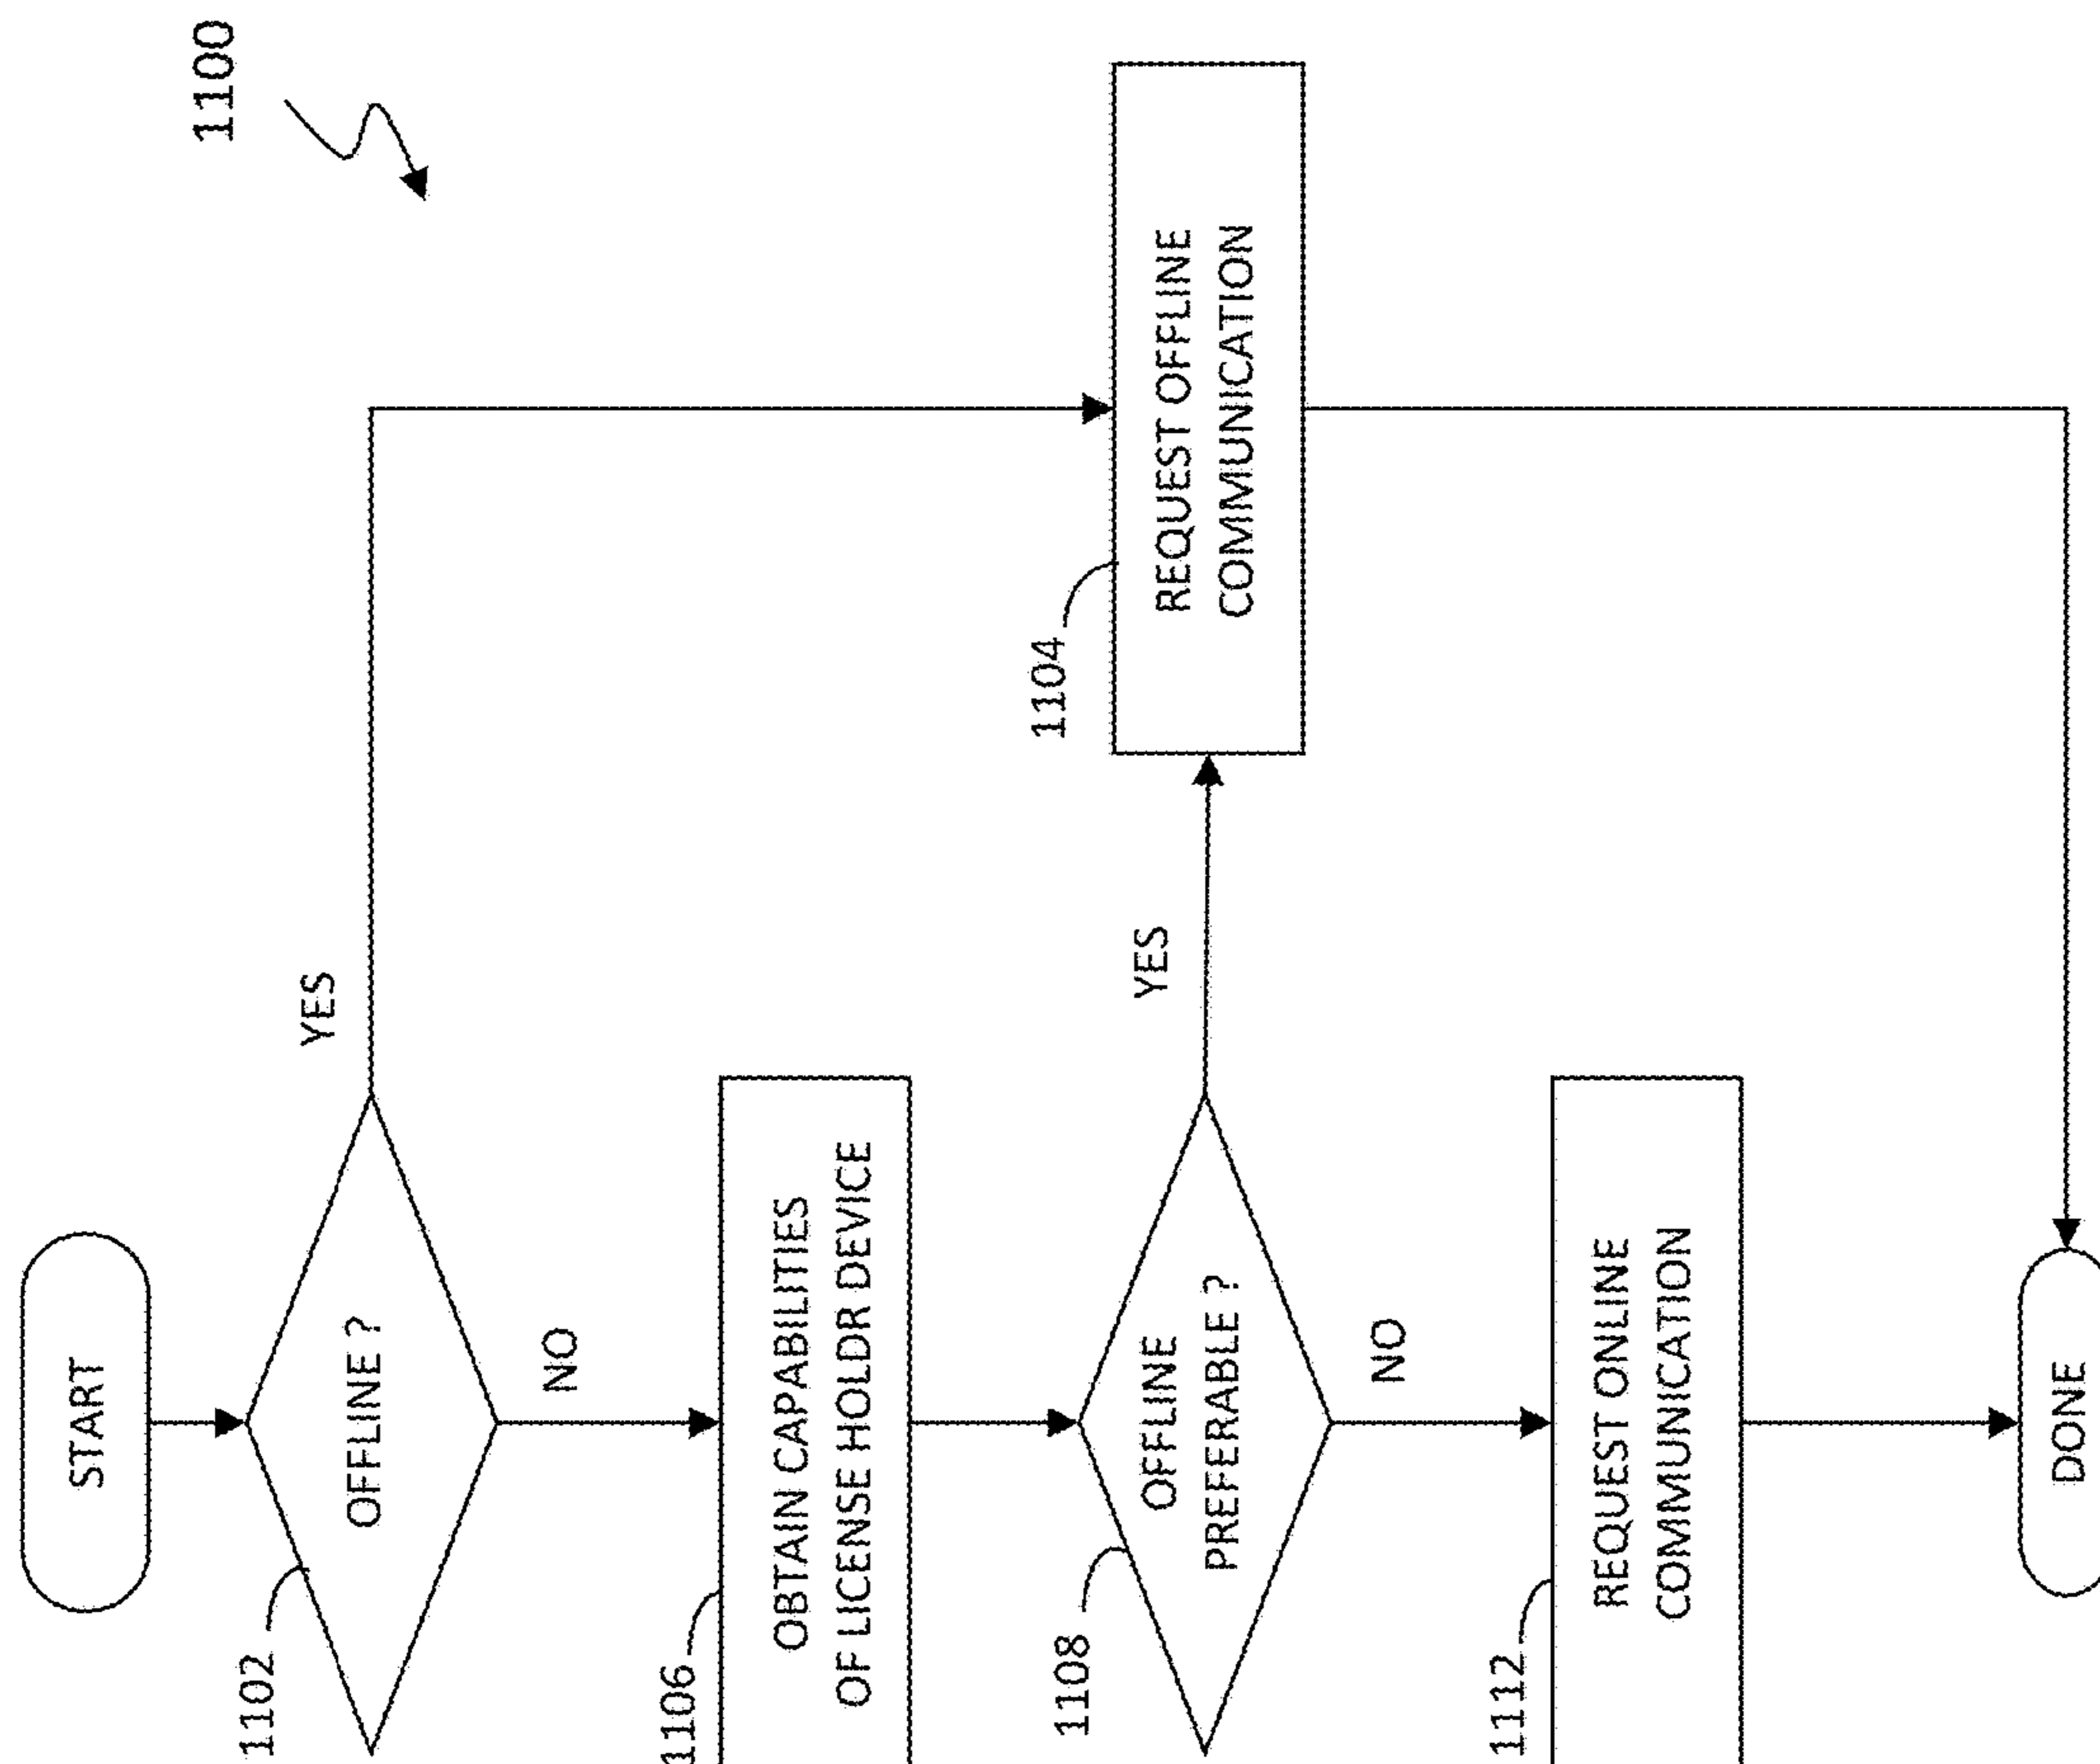 1100
START
1102
OFFLINE ?
YES
NO
1106
OBTAIN CAPABILITIES
OF LICENSE HOLDR DEVICE
1108
OFFLINE
PREFERABLE ?
YES
1104
REQUEST OFFLINE
COMMUNICATION
NO
1112
REQUEST ONLINE
COMMUNICATION
DONE